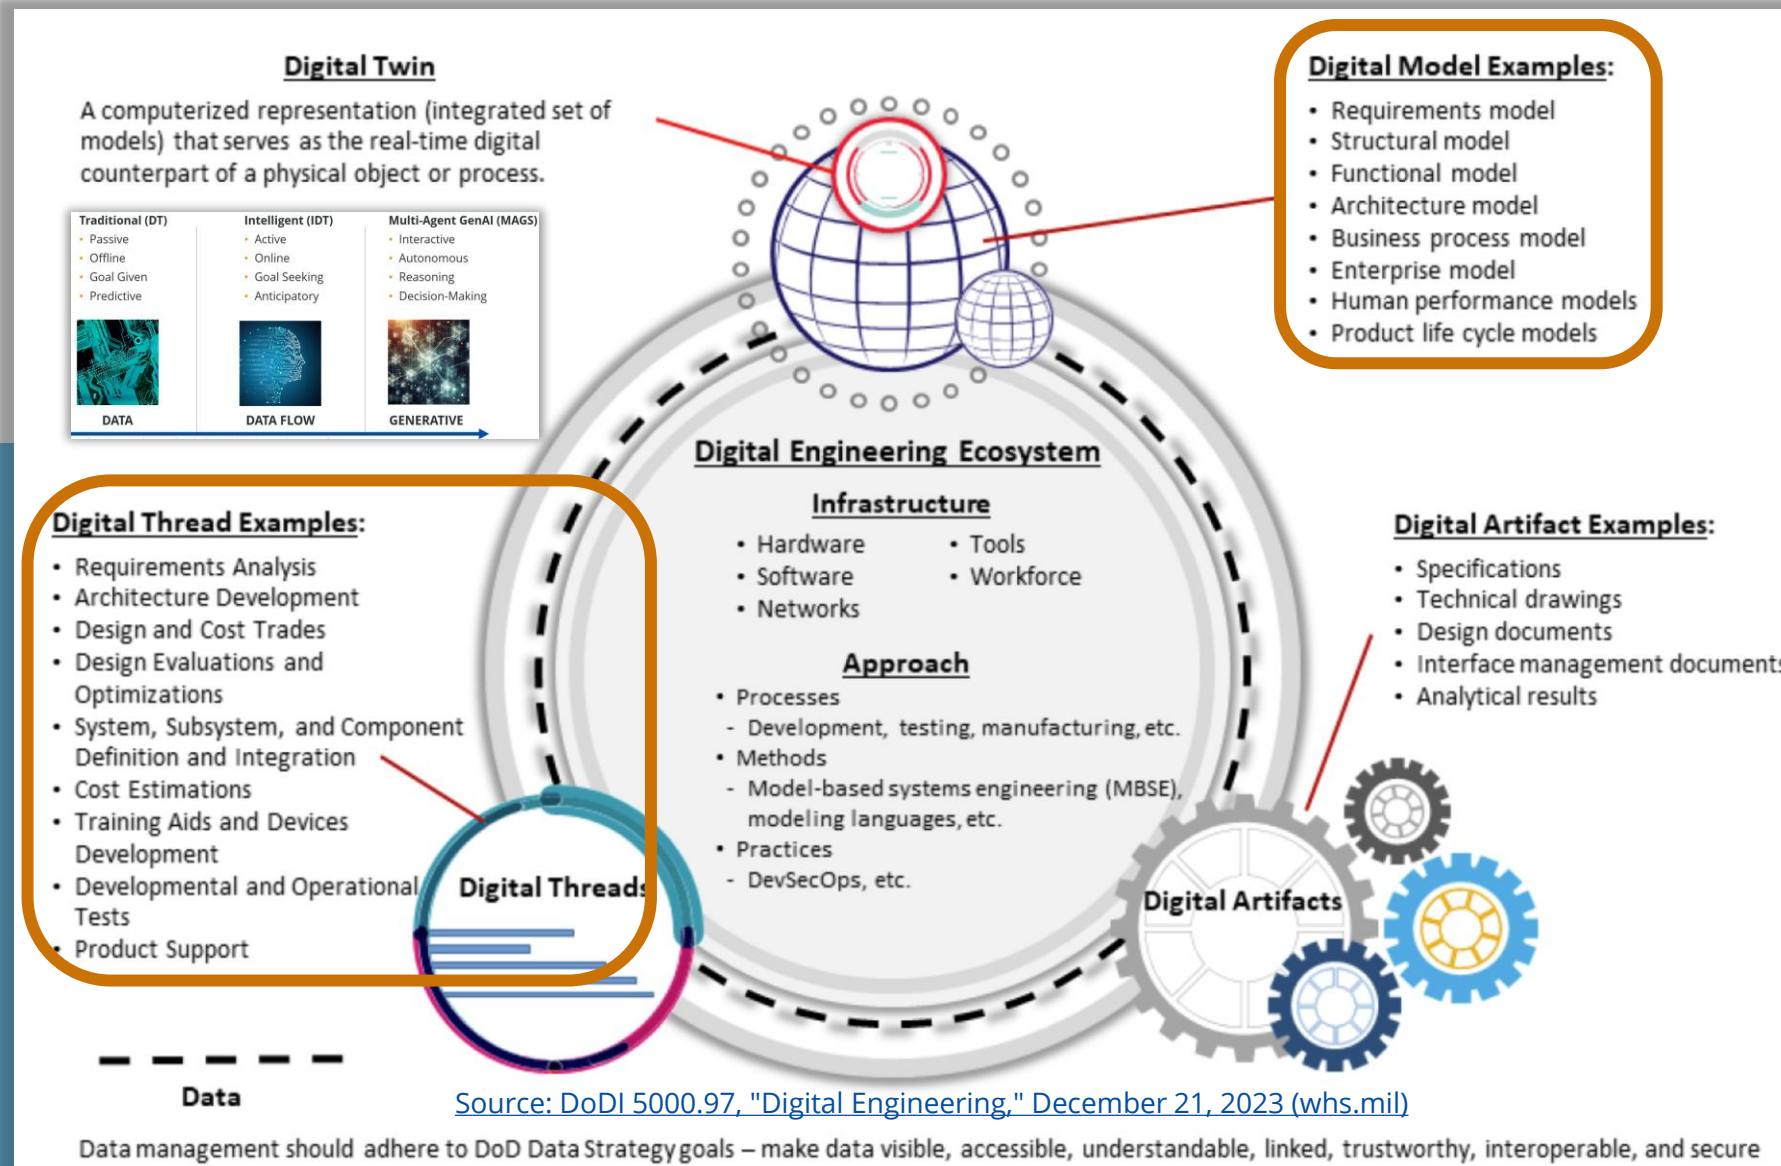 Digital Twin
A computerized representation (integrated set of
models) that serves as the real-time digital
counterpart of a physical object or process.
Traditional (DT)
• Passive
• Offline
• Goal Given
• Predictive
DATA
Intelligent (IDT)
• Active
• Online
• Goal Seeking
• Anticipatory
DATA FLOW
Multi-Agent GenAI (MAGS)
• Interactive
• Autonomous
• Reasoning
• Decision-Making
GENERATIVE
Digital Model Examples:
• Requirements model
• Structural model
• Functional model
• Architecture model
• Business process model
• Enterprise model
• Human performance models
• Product life cycle models
Digital Engineering Ecosystem
Infrastructure
• Hardware
• Software
• Networks
• Tools
• Workforce
Approach
• Processes
- Development, testing, manufacturing, etc.
• Methods
- Model-based systems engineering (MBSE),
modeling languages, etc.
• Practices
- DevSecOps, etc.
Digital Thread Examples:
• Requirements Analysis
• Architecture Development
• Design and Cost Trades
• Design Evaluations and
Optimizations
• System, Subsystem, and Component
Definition and Integration
• Cost Estimations
• Training Aids and Devices
Development
• Developmental and Operational
Tests
• Product Support
Digital Threads
Digital Artifact Examples:
• Specifications
• Technical drawings
• Design documents
• Interface management documents
• Analytical results
Digital Artifacts
Data
Source: DoDI 5000.97, "Digital Engineering," December 21, 2023 (whs.mil)
Data management should adhere to DoD Data Strategy goals – make data visible, accessible, understandable, linked, trustworthy, interoperable, and secure